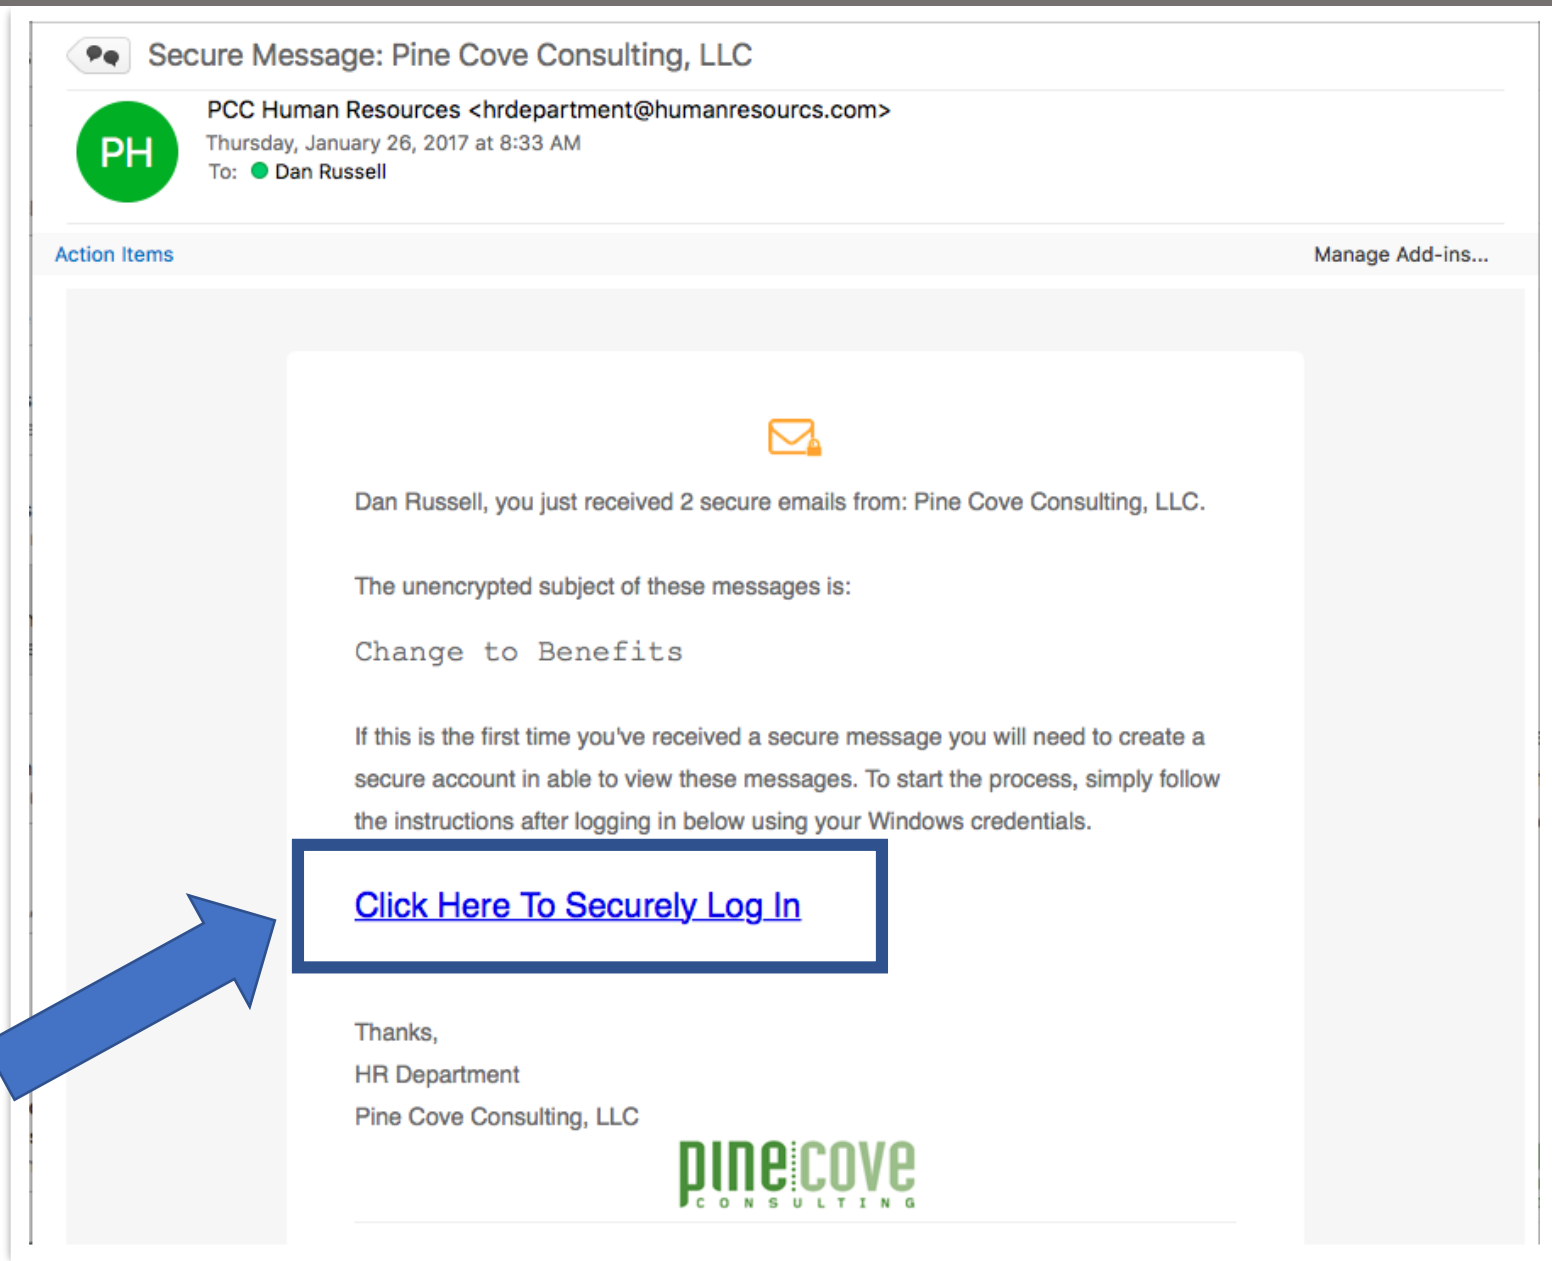 Secure Message: Pine Cove Consulting, LLC
PH
PCC Human Resources <hrdepartment@humanresourcs.com>
Thursday, January 26, 2017 at 8:33 AM
To: Dan Russell
Action Items
Manage Add-ins...
Dan Russell, you just received 2 secure emails from: Pine Cove Consulting, LLC.
The unencrypted subject of these messages is:
Change to Benefits
If this is the first time you've received a secure message you will need to create a
secure account in able to view these messages. To start the process, simply follow
the instructions after logging in below using your Windows credentials.
Click Here To Securely Log In
Thanks,
HR Department
Pine Cove Consulting, LLC
pine cove
CONSULTING